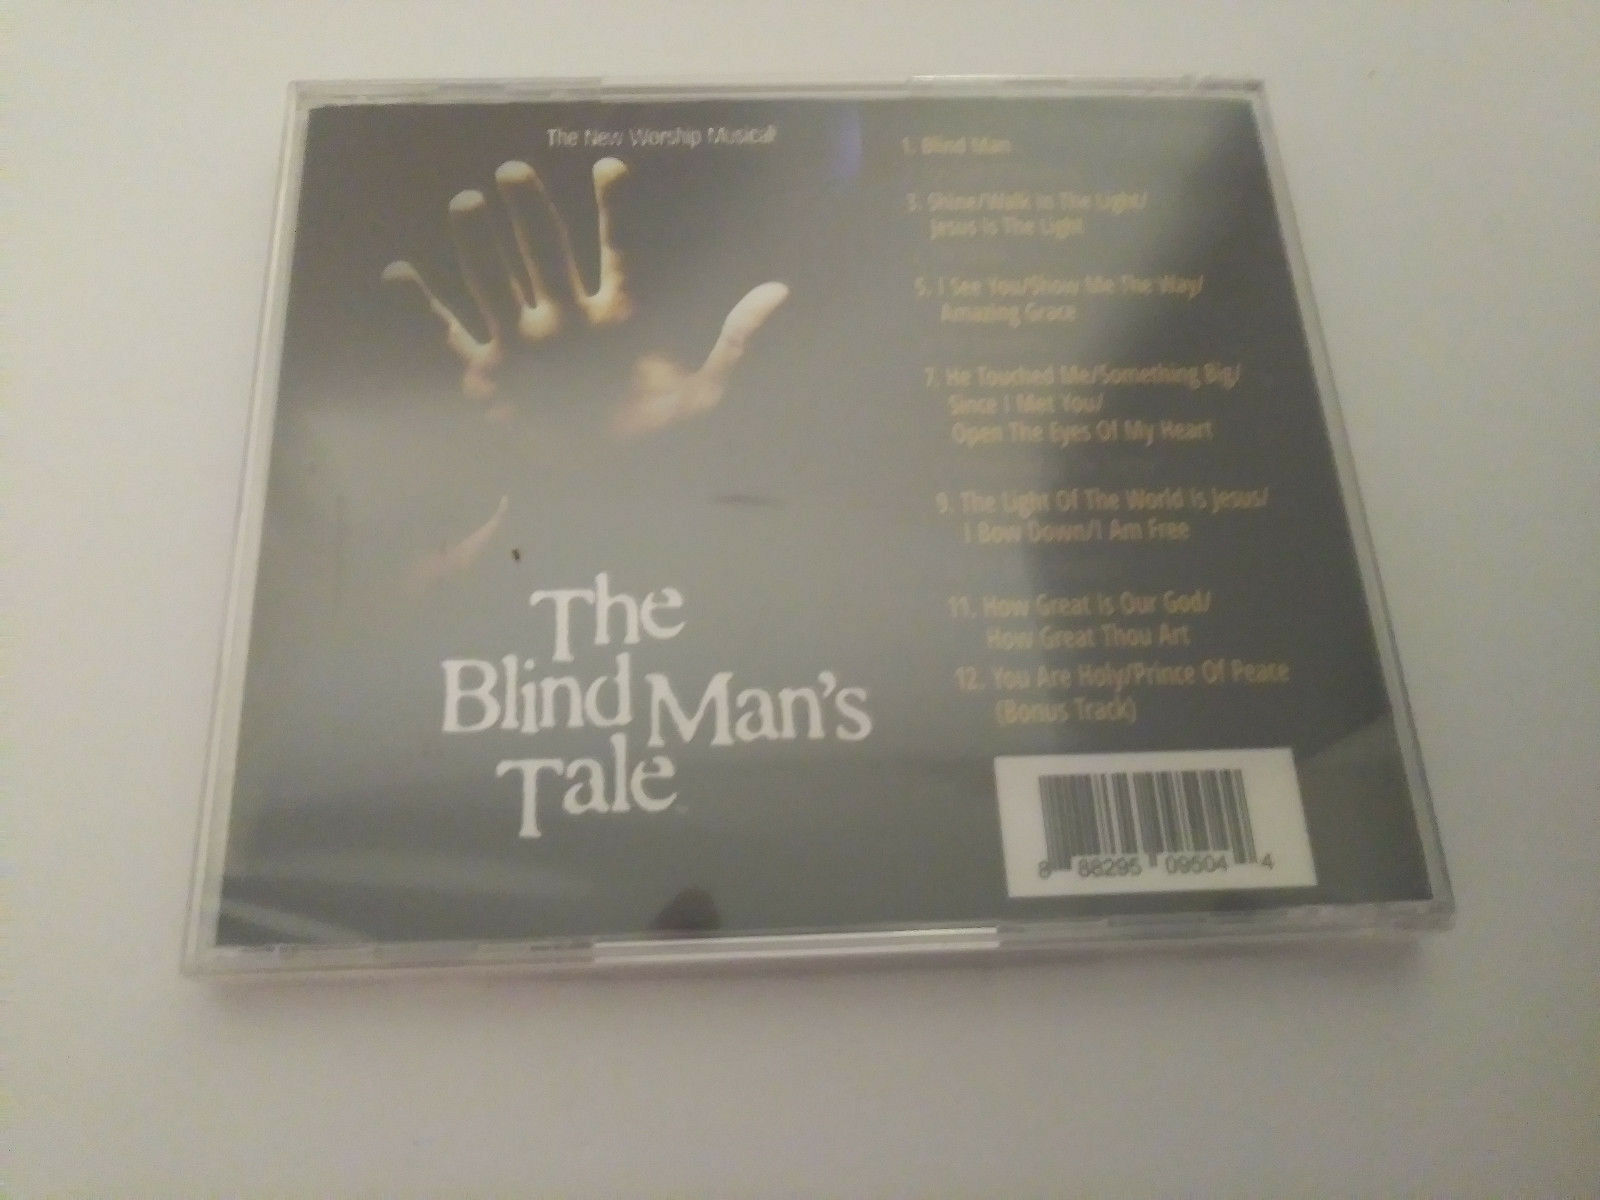 The New Worship Musical!
1. Blind Man
3. Shine/Walk In The Light/
Jesus Is The Light
5. I See You/Show Me The Way/
Amazing Grace
7. He Touched Me/Something Big/
Since I Met You/
Open The Eyes Of My Heart
9. The Light Of The World Is Jesus/
I Bow Down/I Am Free
11. How Great Is Our God/
How Great Thou Art
12. You Are Holy/Prince Of Peace
(Bonus Track)
The
Blind Man's
Tale
8 88295 09504 4